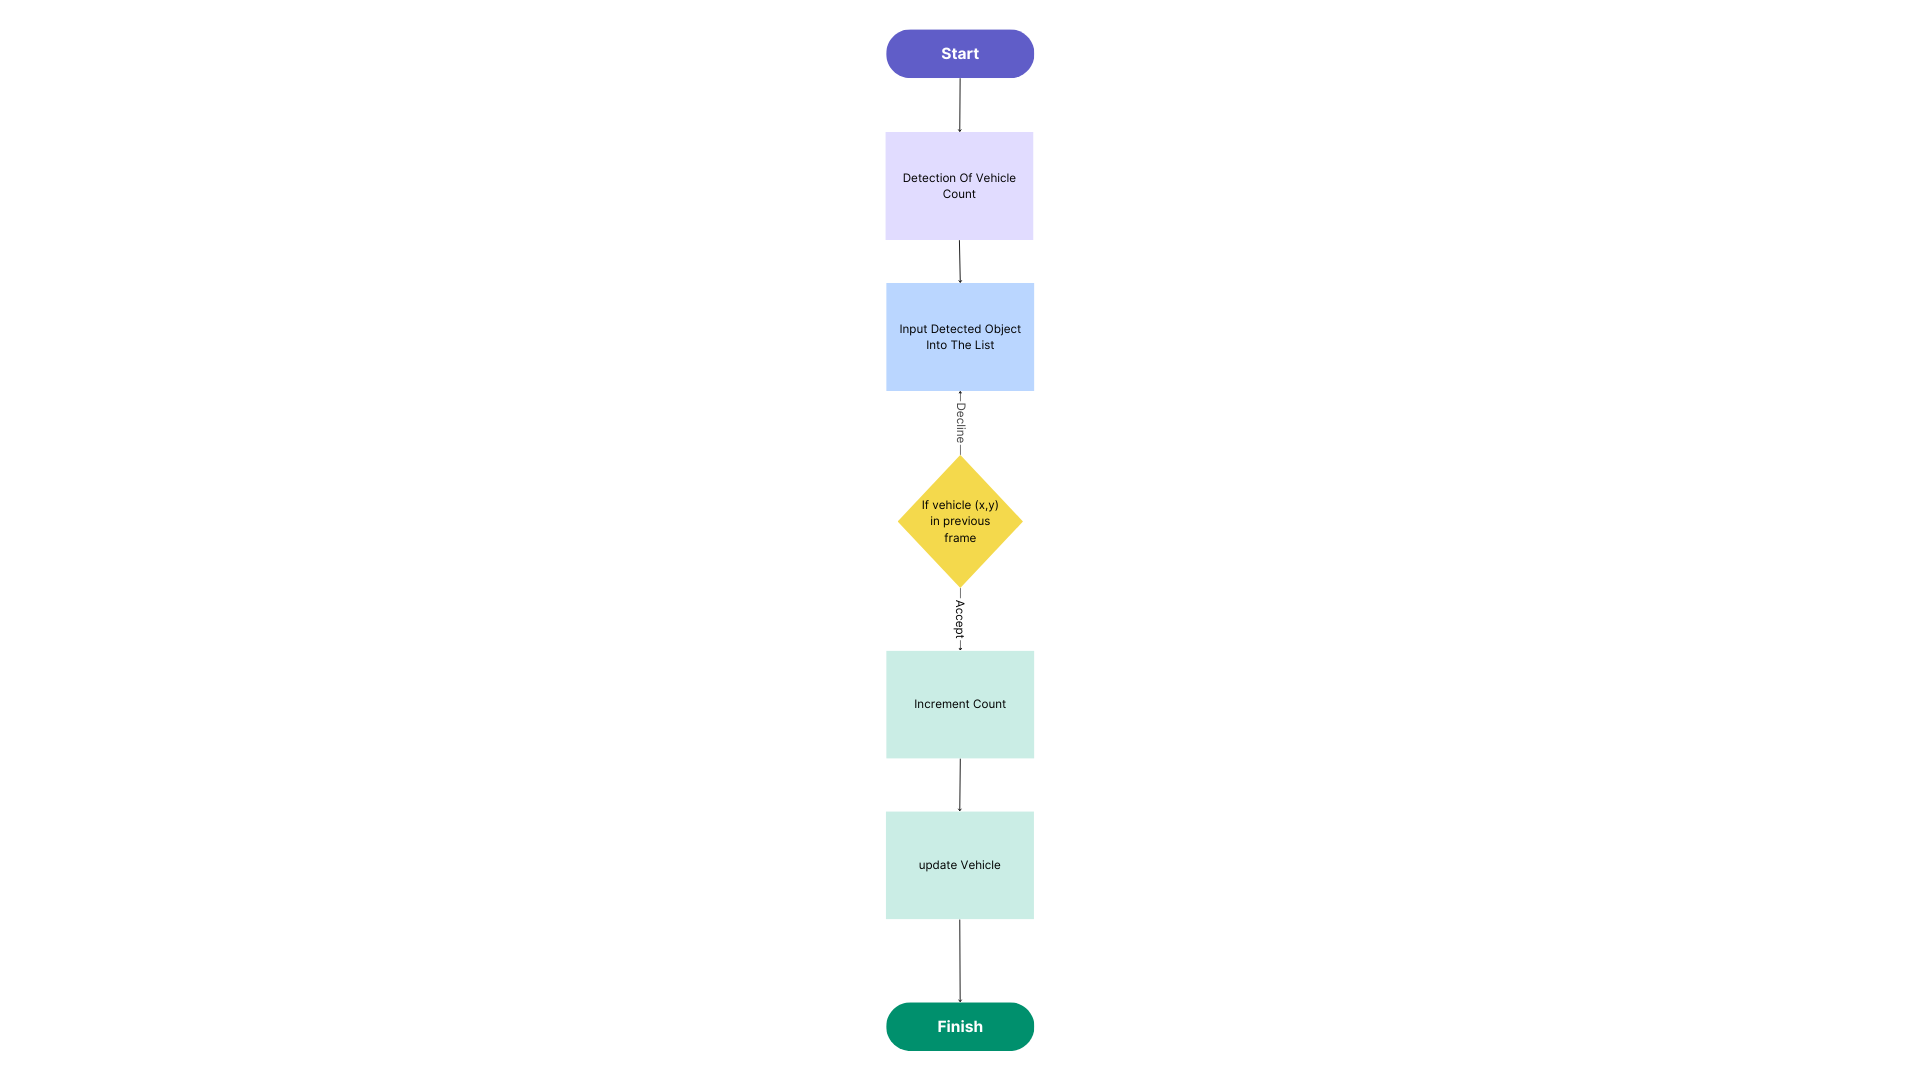 Start
Detection Of Vehicle
Count
Input Detected Object
Into The List
Decline
If vehicle (x,y)
in previous
frame
Accept
Increment Count
update Vehicle
Finish